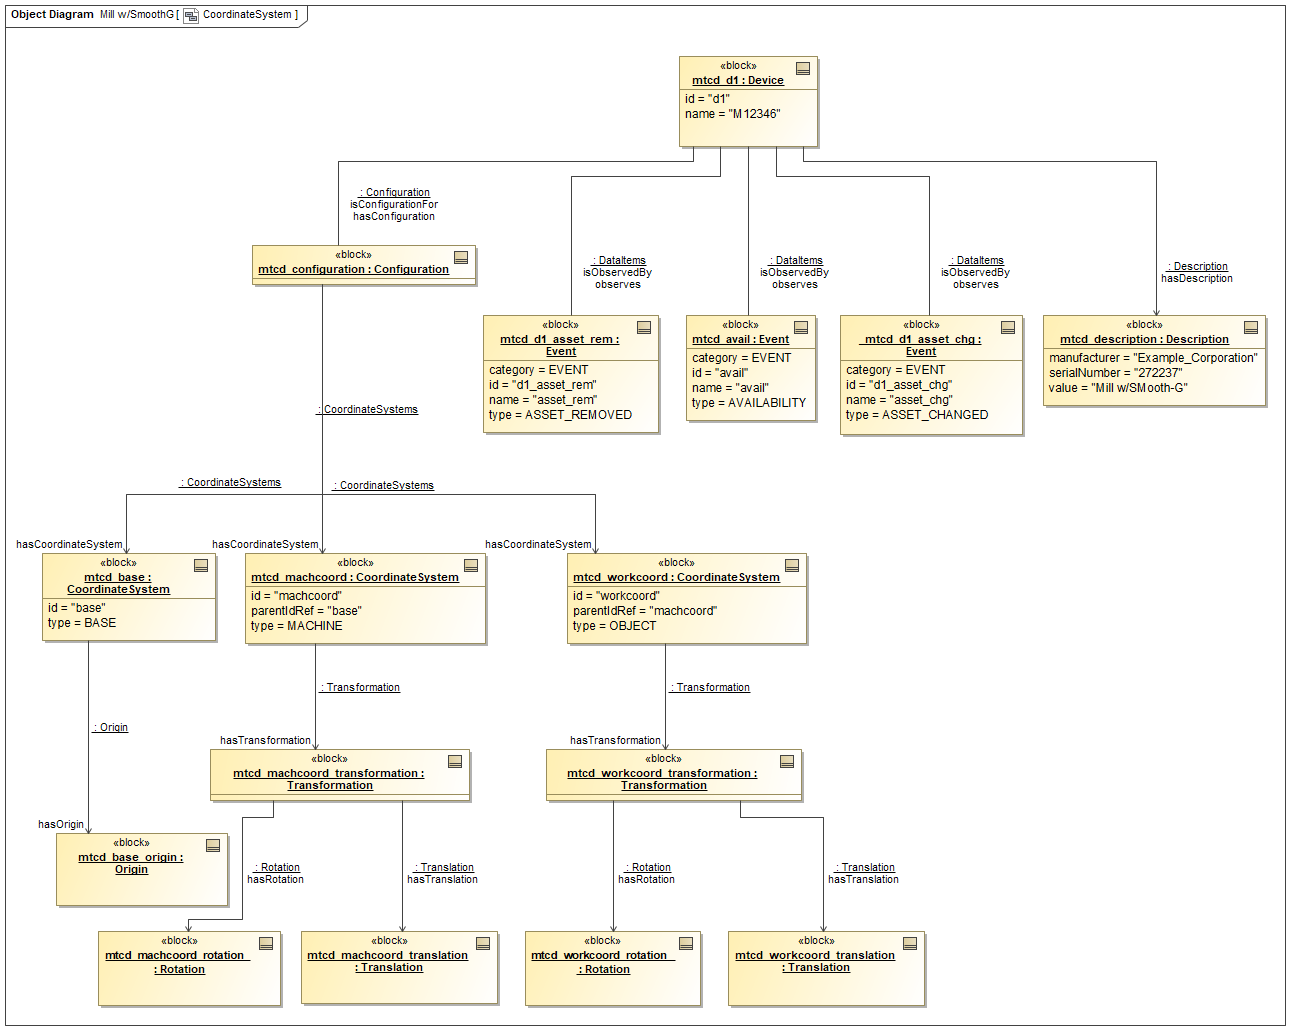 Object Diagram Mill w/SmoothG [ CoordinateSystem ]
«block»
mtcd_d1 : Device
id = "d1"
name = "M12346"
: Configuration
isConfigurationFor
hasConfiguration
«block»
mtcd_configuration : Configuration
: DataItems
isObservedBy
observes
: DataItems
isObservedBy
observes
: DataItems
isObservedBy
observes
: Description
hasDescription
«block»
mtcd_d1_asset_rem :
Event
category = EVENT
id = "d1_asset_rem"
name = "asset_rem"
type = ASSET_REMOVED
«block»
mtcd_avail : Event
category = EVENT
id = "avail"
name = "avail"
type = AVAILABILITY
«block»
_mtcd_d1_asset_chg :
Event
category = EVENT
id = "d1_asset_chg"
name = "asset_chg"
type = ASSET_CHANGED
«block»
mtcd_description : Description
manufacturer = "Example_Corporation"
serialNumber = "272237"
value = "Mill w/SMooth-G"
: CoordinateSystems
: CoordinateSystems
: CoordinateSystems
hasCoordinateSystem
hasCoordinateSystem
hasCoordinateSystem
«block»
mtcd_base :
CoordinateSystem
id = "base"
type = BASE
«block»
mtcd_machcoord : CoordinateSystem
id = "machcoord"
parentIdRef = "base"
type = MACHINE
«block»
mtcd_workcoord : CoordinateSystem
id = "workcoord"
parentIdRef = "machcoord"
type = OBJECT
: Origin
hasOrigin
: Transformation
hasTransformation
: Transformation
hasTransformation
«block»
mtcd_machcoord_transformation :
Transformation
«block»
mtcd_workcoord_transformation :
Transformation
«block»
mtcd_base_origin :
Origin
: Rotation
hasRotation
: Translation
hasTranslation
: Rotation
hasRotation
: Translation
hasTranslation
«block»
mtcd_machcoord_rotation_
: Rotation
«block»
mtcd_machcoord_translation
: Translation
«block»
mtcd_workcoord_rotation_
: Rotation
«block»
mtcd_workcoord_translation
: Translation